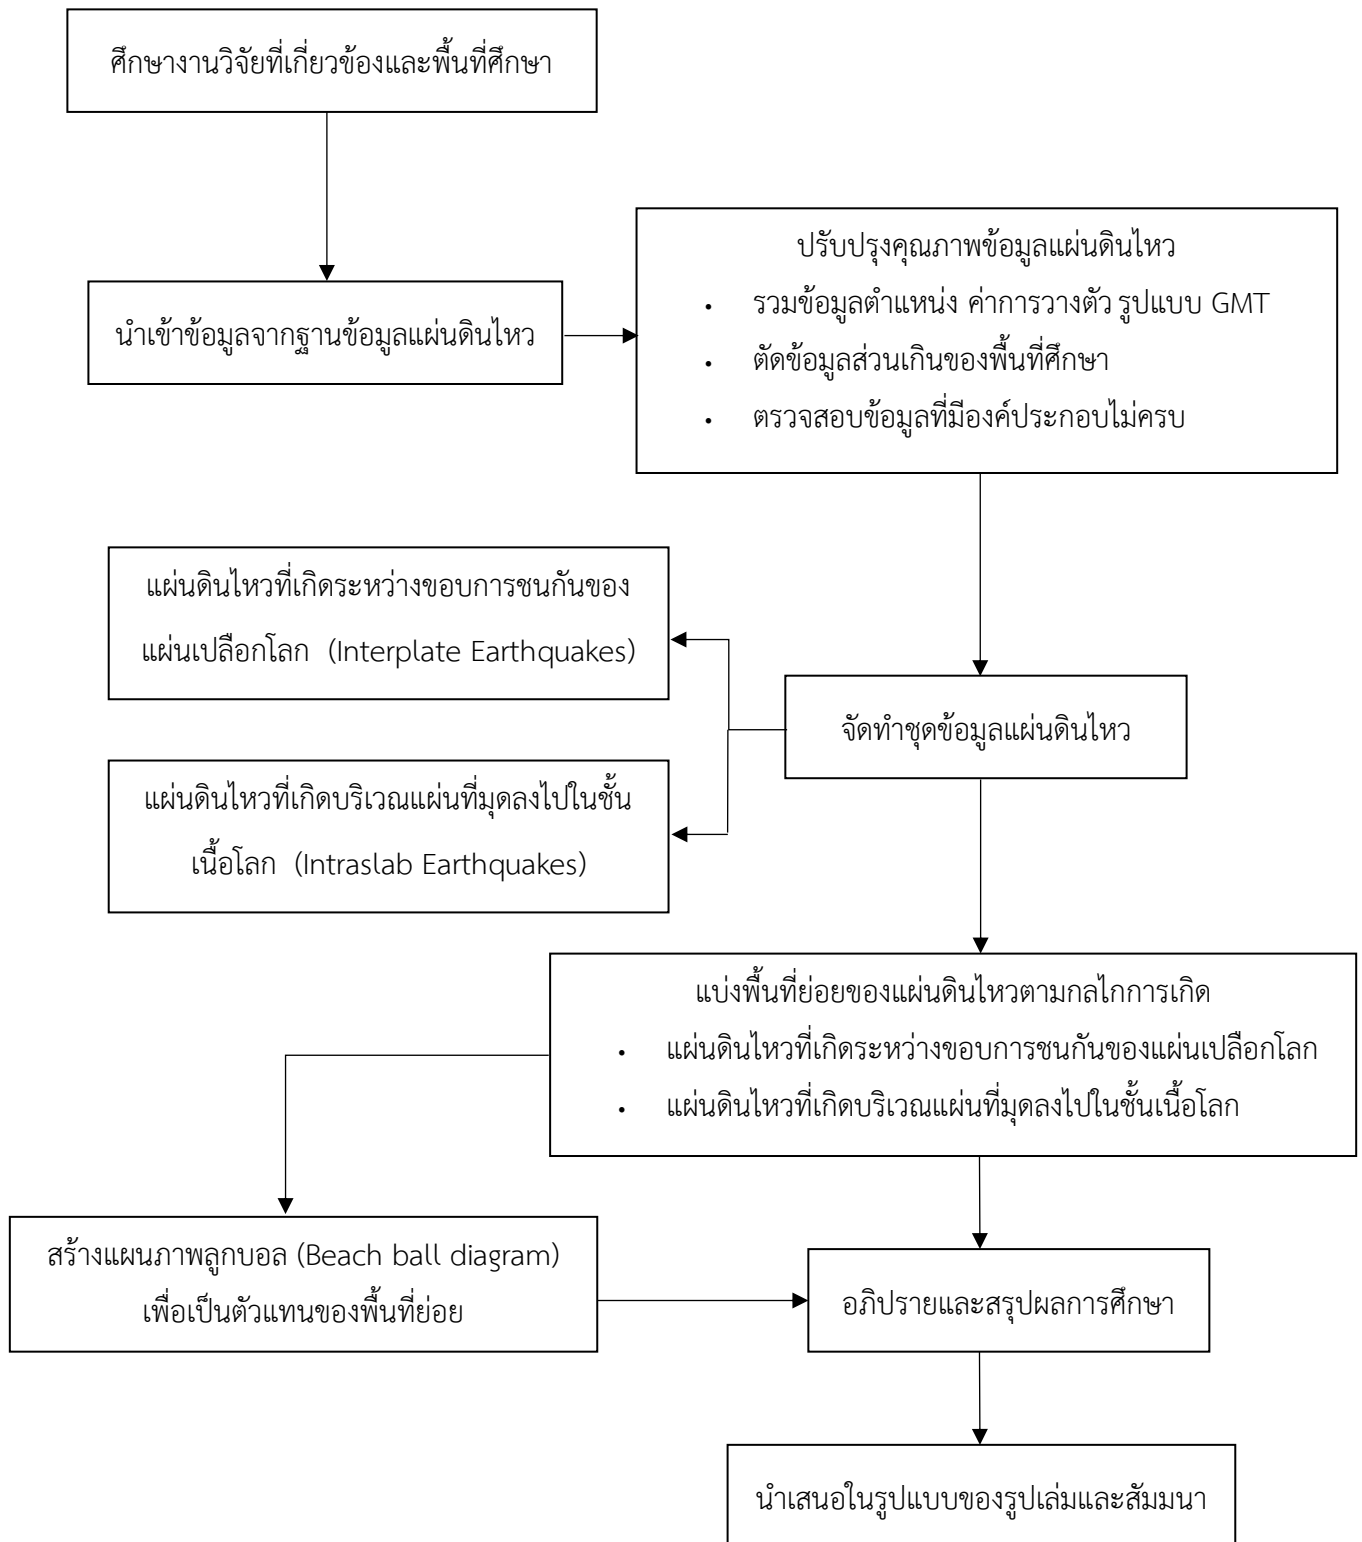 ศึกษางานวิจัยที่เกี่ยวข้องและพื้นที่ศึกษา
นำเข้าข้อมูลจากฐานข้อมูลแผ่นดินไหว
ปรับปรุงคุณภาพข้อมูลแผ่นดินไหว
• รวมข้อมูลตำแหน่ง ค่าการวางตัว รูปแบบ GMT
• ตัดข้อมูลส่วนเกินของพื้นที่ศึกษา
• ตรวจสอบข้อมูลที่มีองค์ประกอบไม่ครบ
แผ่นดินไหวที่เกิดระหว่างขอบการชนกันของ
แผ่นเปลือกโลก (Interplate Earthquakes)
จัดทำชุดข้อมูลแผ่นดินไหว
แผ่นดินไหวที่เกิดบริเวณแผ่นที่มุดลงไปในชั้น
เนื้อโลก (Intraslab Earthquakes)
แบ่งพื้นที่ย่อยของแผ่นดินไหวตามกลไกการเกิด
• แผ่นดินไหวที่เกิดระหว่างขอบการชนกันของแผ่นเปลือกโลก
• แผ่นดินไหวที่เกิดบริเวณแผ่นที่มุดลงไปในชั้นเนื้อโลก
สร้างแผนภาพลูกบอล (Beach ball diagram)
เพื่อเป็นตัวแทนของพื้นที่ย่อย
อภิปรายและสรุปผลการศึกษา
นำเสนอในรูปแบบของรูปเล่มและสัมมนา